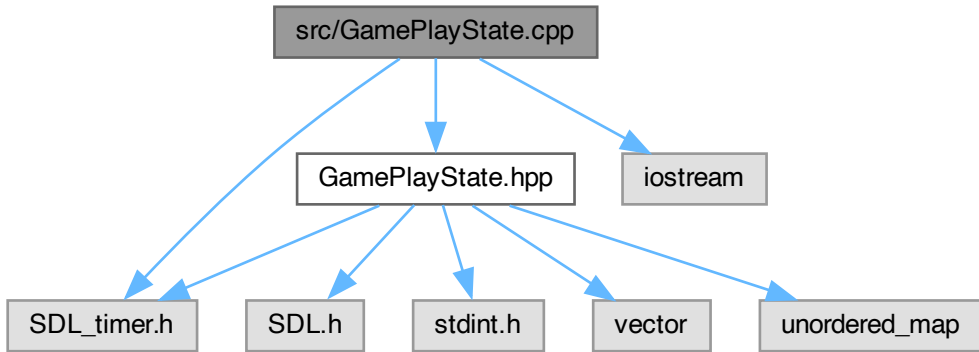 src/GamePlayState.cpp
GamePlayState.hpp
iostream
SDL_timer.h
SDL.h
stdint.h
vector
unordered_map